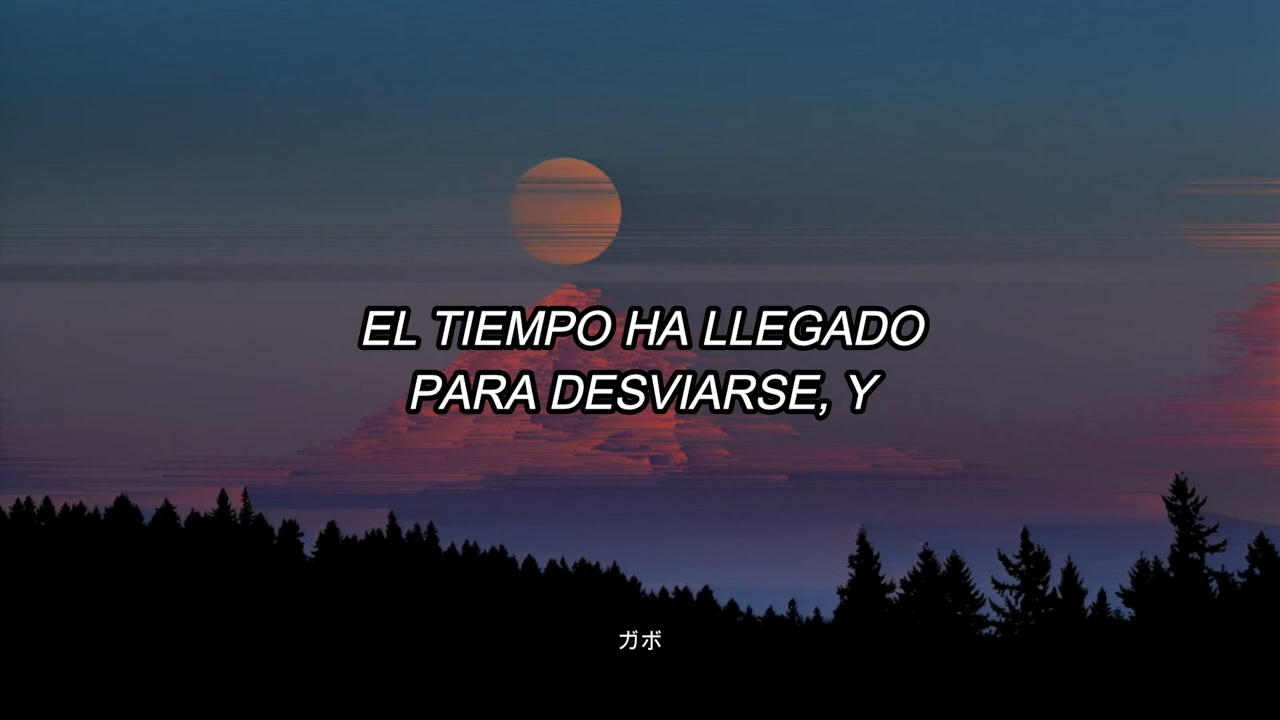 EL TIEMPO HA LLEGADO
PARA DESVIARSE, Y
ガボ